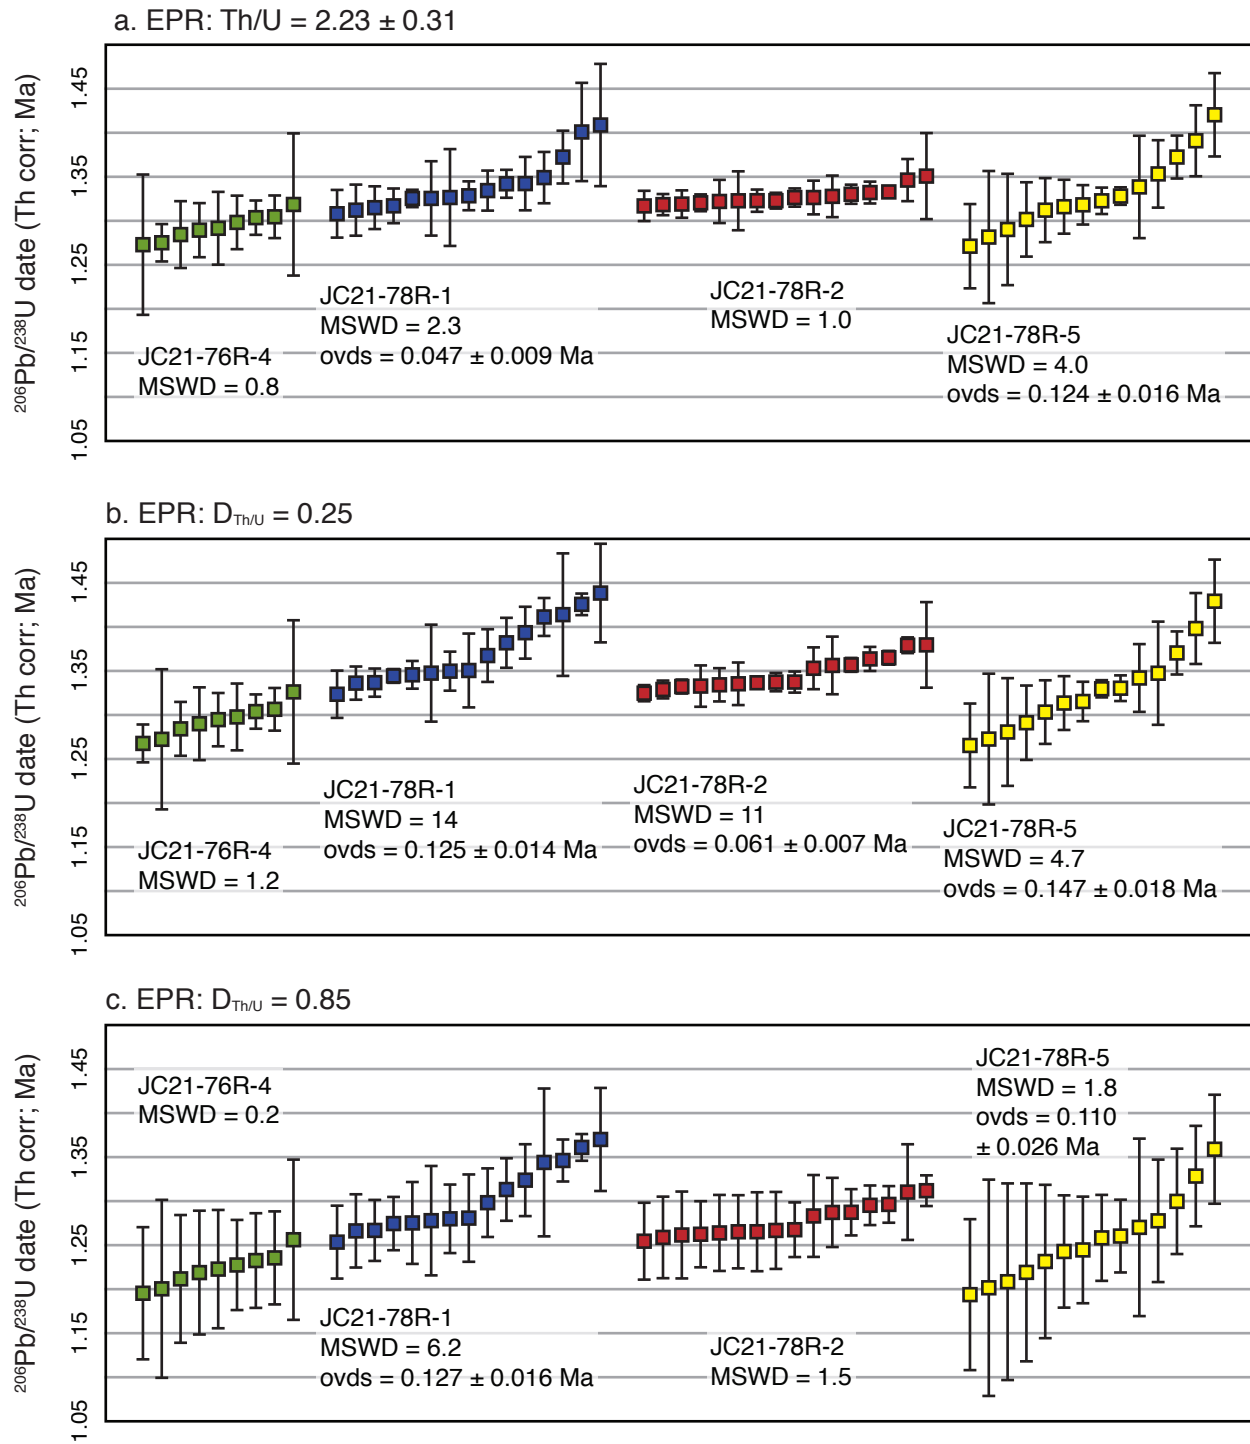 a. EPR: Th/U = 2.23 ± 0.31
²⁰⁶Pb/²³⁸U date (Th corr; Ma)
1.45
1.35
1.25
1.15
1.05
JC21-76R-4
MSWD = 0.8
JC21-78R-1
MSWD = 2.3
ovds = 0.047 ± 0.009 Ma
JC21-78R-2
MSWD = 1.0
JC21-78R-5
MSWD = 4.0
ovds = 0.124 ± 0.016 Ma
b. EPR: D_Th/U = 0.25
²⁰⁶Pb/²³⁸U date (Th corr; Ma)
1.45
1.35
1.25
1.15
1.05
JC21-76R-4
MSWD = 1.2
JC21-78R-1
MSWD = 14
ovds = 0.125 ± 0.014 Ma
JC21-78R-2
MSWD = 11
ovds = 0.061 ± 0.007 Ma
JC21-78R-5
MSWD = 4.7
ovds = 0.147 ± 0.018 Ma
c. EPR: D_Th/U = 0.85
²⁰⁶Pb/²³⁸U date (Th corr; Ma)
1.45
1.35
1.25
1.15
1.05
JC21-76R-4
MSWD = 0.2
JC21-78R-1
MSWD = 6.2
ovds = 0.127 ± 0.016 Ma
JC21-78R-2
MSWD = 1.5
JC21-78R-5
MSWD = 1.8
ovds = 0.110
± 0.026 Ma